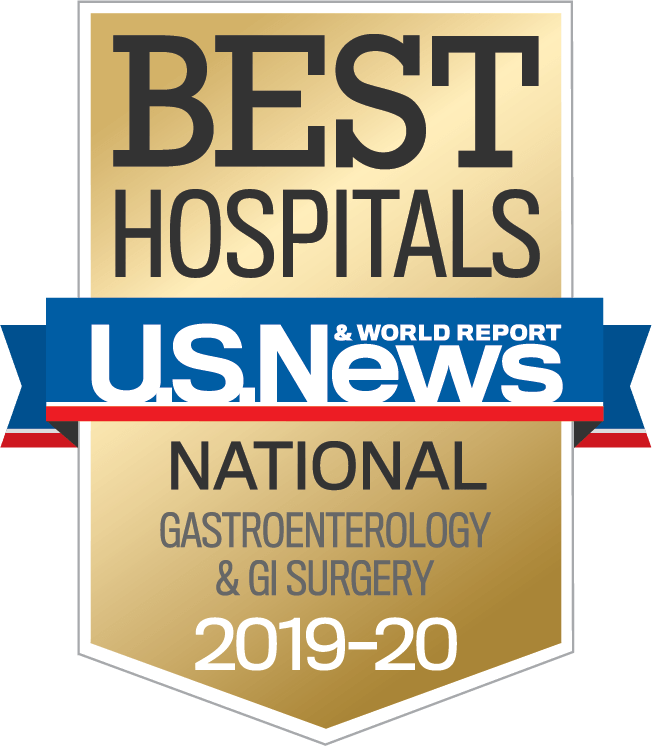 BEST
HOSPITALS
& WORLD REPORT
U.S.News
NATIONAL
GASTROENTEROLOGY
& GI SURGERY
2019-20